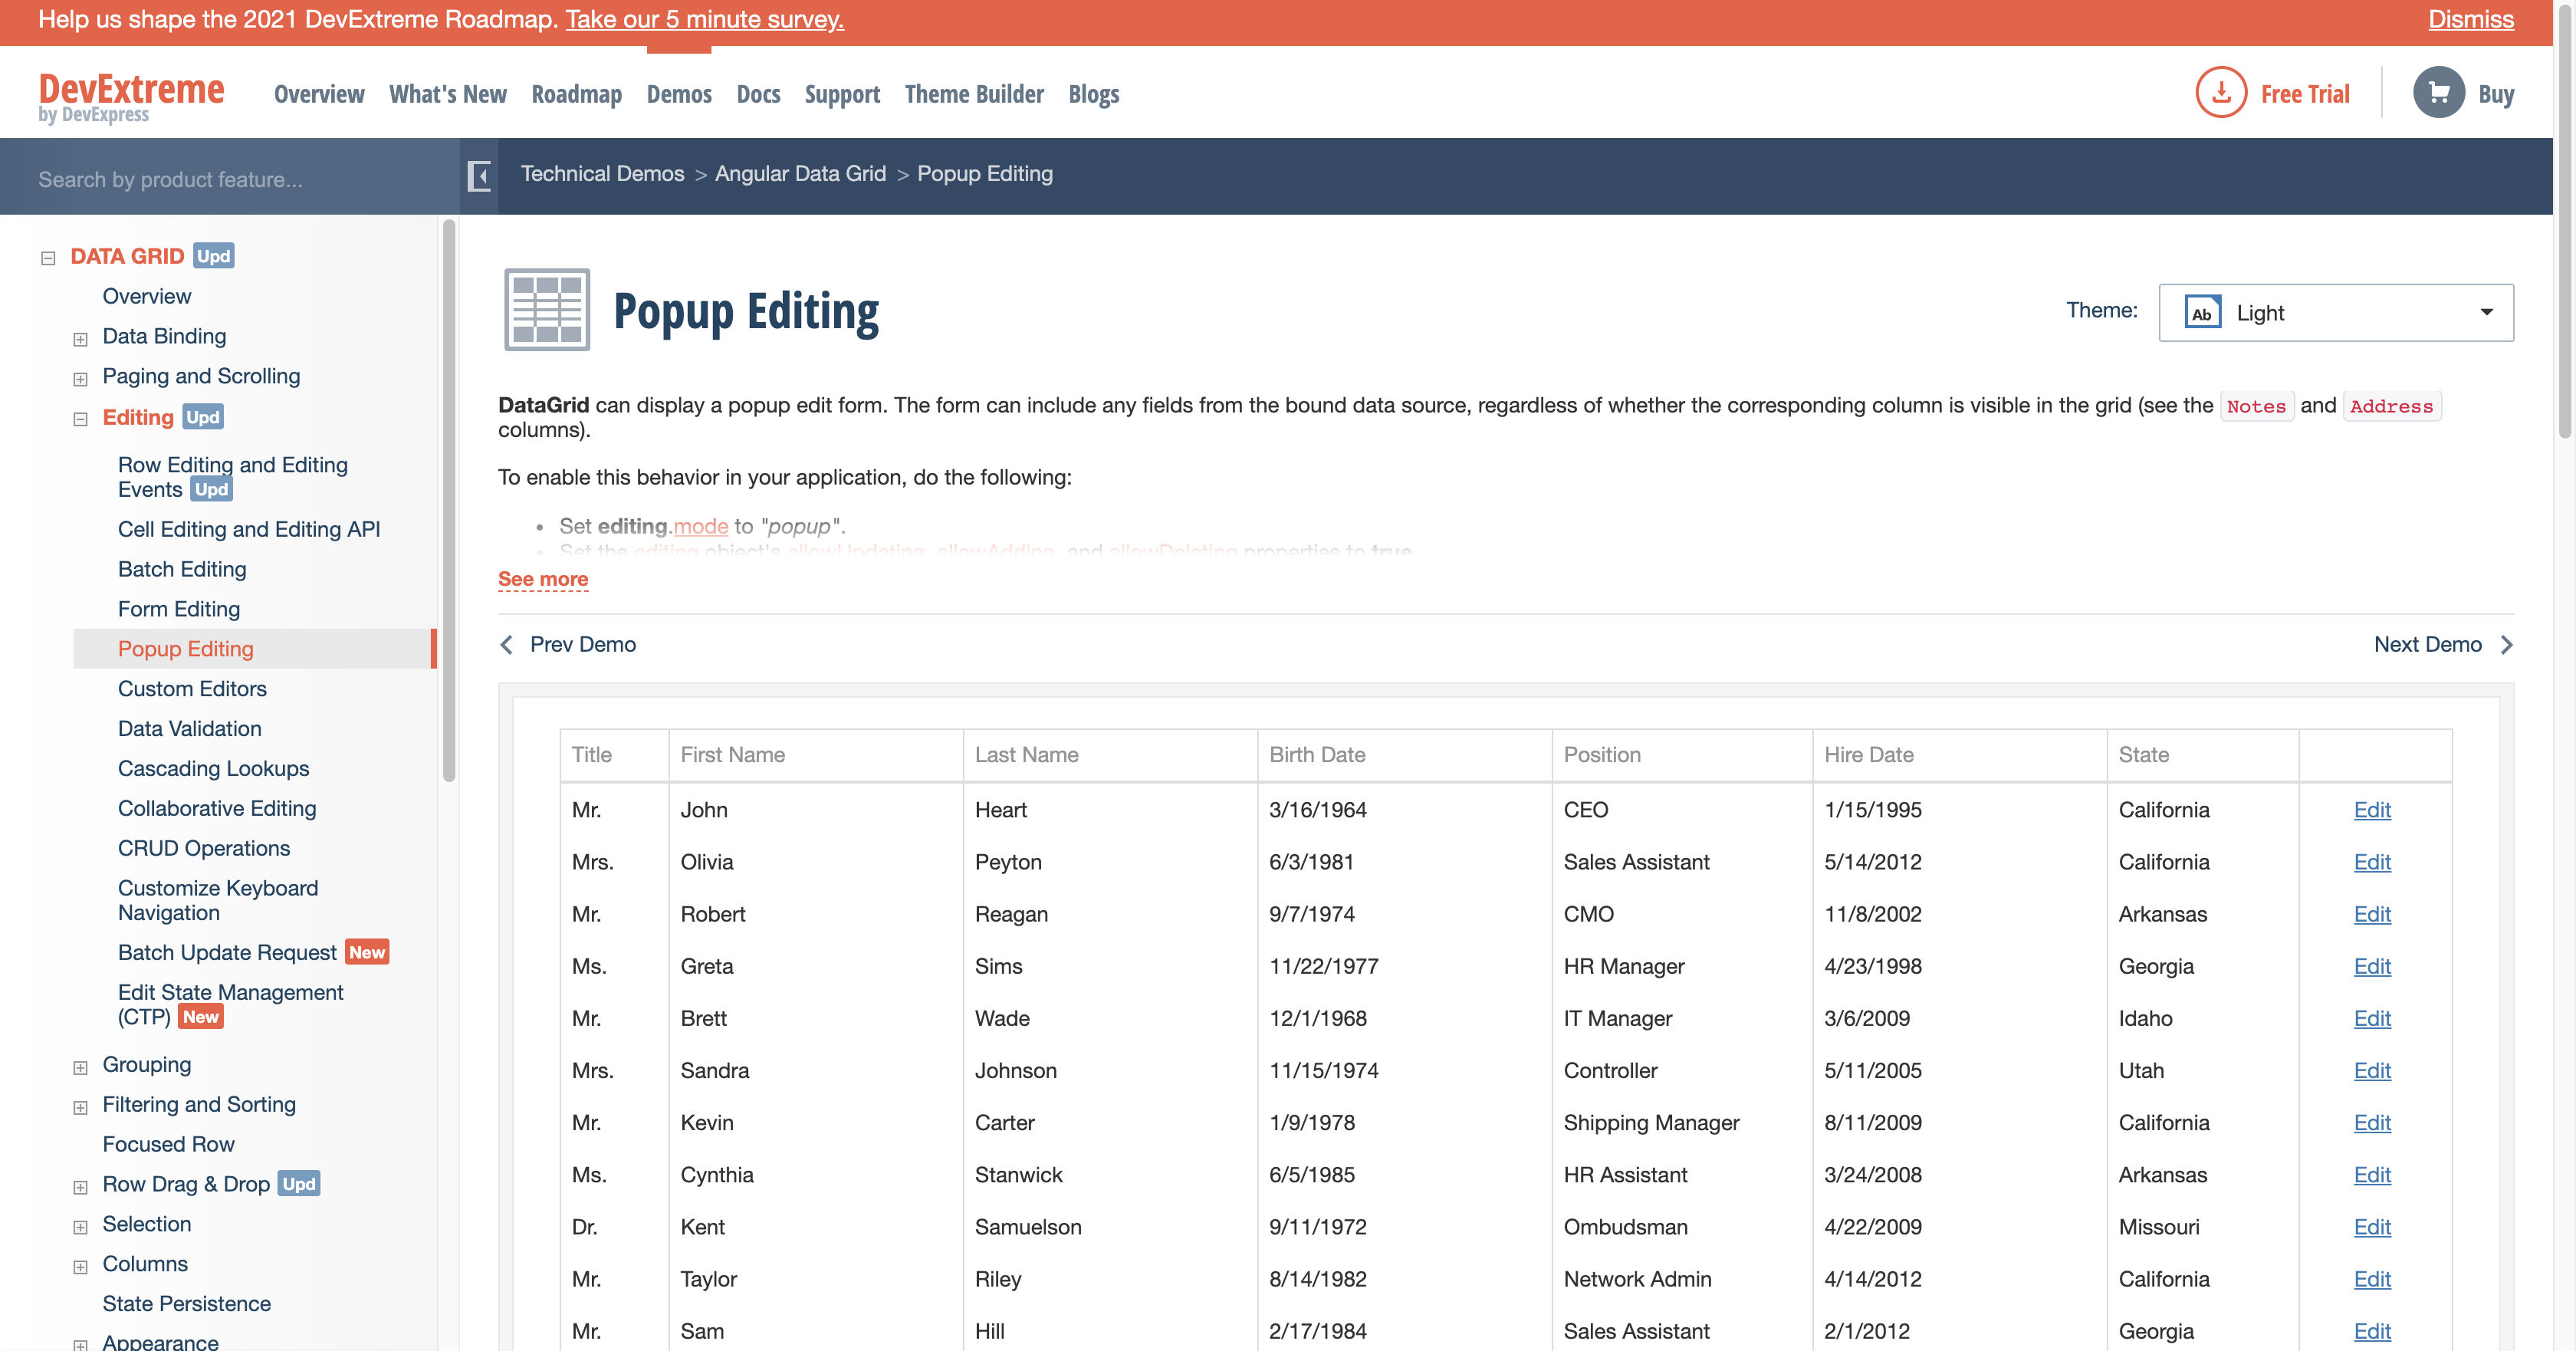 Help us shape the 2021 DevExtreme Roadmap. Take our 5 minute survey.
Dismiss
DevExtreme
by DevExpress
Overview What's New Roadmap Demos Docs Support Theme Builder Blogs
Free Trial
Buy
Search by product feature...
Technical Demos > Angular Data Grid > Popup Editing
DATA GRID Upd
Overview
Data Binding
Paging and Scrolling
Editing Upd
Row Editing and Editing
Events Upd
Cell Editing and Editing API
Batch Editing
Form Editing
Popup Editing
Custom Editors
Data Validation
Cascading Lookups
Collaborative Editing
CRUD Operations
Customize Keyboard
Navigation
Batch Update Request New
Edit State Management
(CTP) New
Grouping
Filtering and Sorting
Focused Row
Row Drag & Drop Upd
Selection
Columns
State Persistence
Appearance
Popup Editing
Theme: Ab Light
DataGrid can display a popup edit form. The form can include any fields from the bound data source, regardless of whether the corresponding column is visible in the grid (see the Notes and Address
columns).
To enable this behavior in your application, do the following:
• Set editing.mode to "popup".
• Set the editing object's allowUpdating, allowAdding, and allowDeleting properties to true
See more
Prev Demo
Next Demo
Title First Name Last Name Birth Date Position Hire Date State
Mr. John Heart 3/16/1964 CEO 1/15/1995 California Edit
Mrs. Olivia Peyton 6/3/1981 Sales Assistant 5/14/2012 California Edit
Mr. Robert Reagan 9/7/1974 CMO 11/8/2002 Arkansas Edit
Ms. Greta Sims 11/22/1977 HR Manager 4/23/1998 Georgia Edit
Mr. Brett Wade 12/1/1968 IT Manager 3/6/2009 Idaho Edit
Mrs. Sandra Johnson 11/15/1974 Controller 5/11/2005 Utah Edit
Mr. Kevin Carter 1/9/1978 Shipping Manager 8/11/2009 California Edit
Ms. Cynthia Stanwick 6/5/1985 HR Assistant 3/24/2008 Arkansas Edit
Dr. Kent Samuelson 9/11/1972 Ombudsman 4/22/2009 Missouri Edit
Mr. Taylor Riley 8/14/1982 Network Admin 4/14/2012 California Edit
Mr. Sam Hill 2/17/1984 Sales Assistant 2/1/2012 Georgia Edit